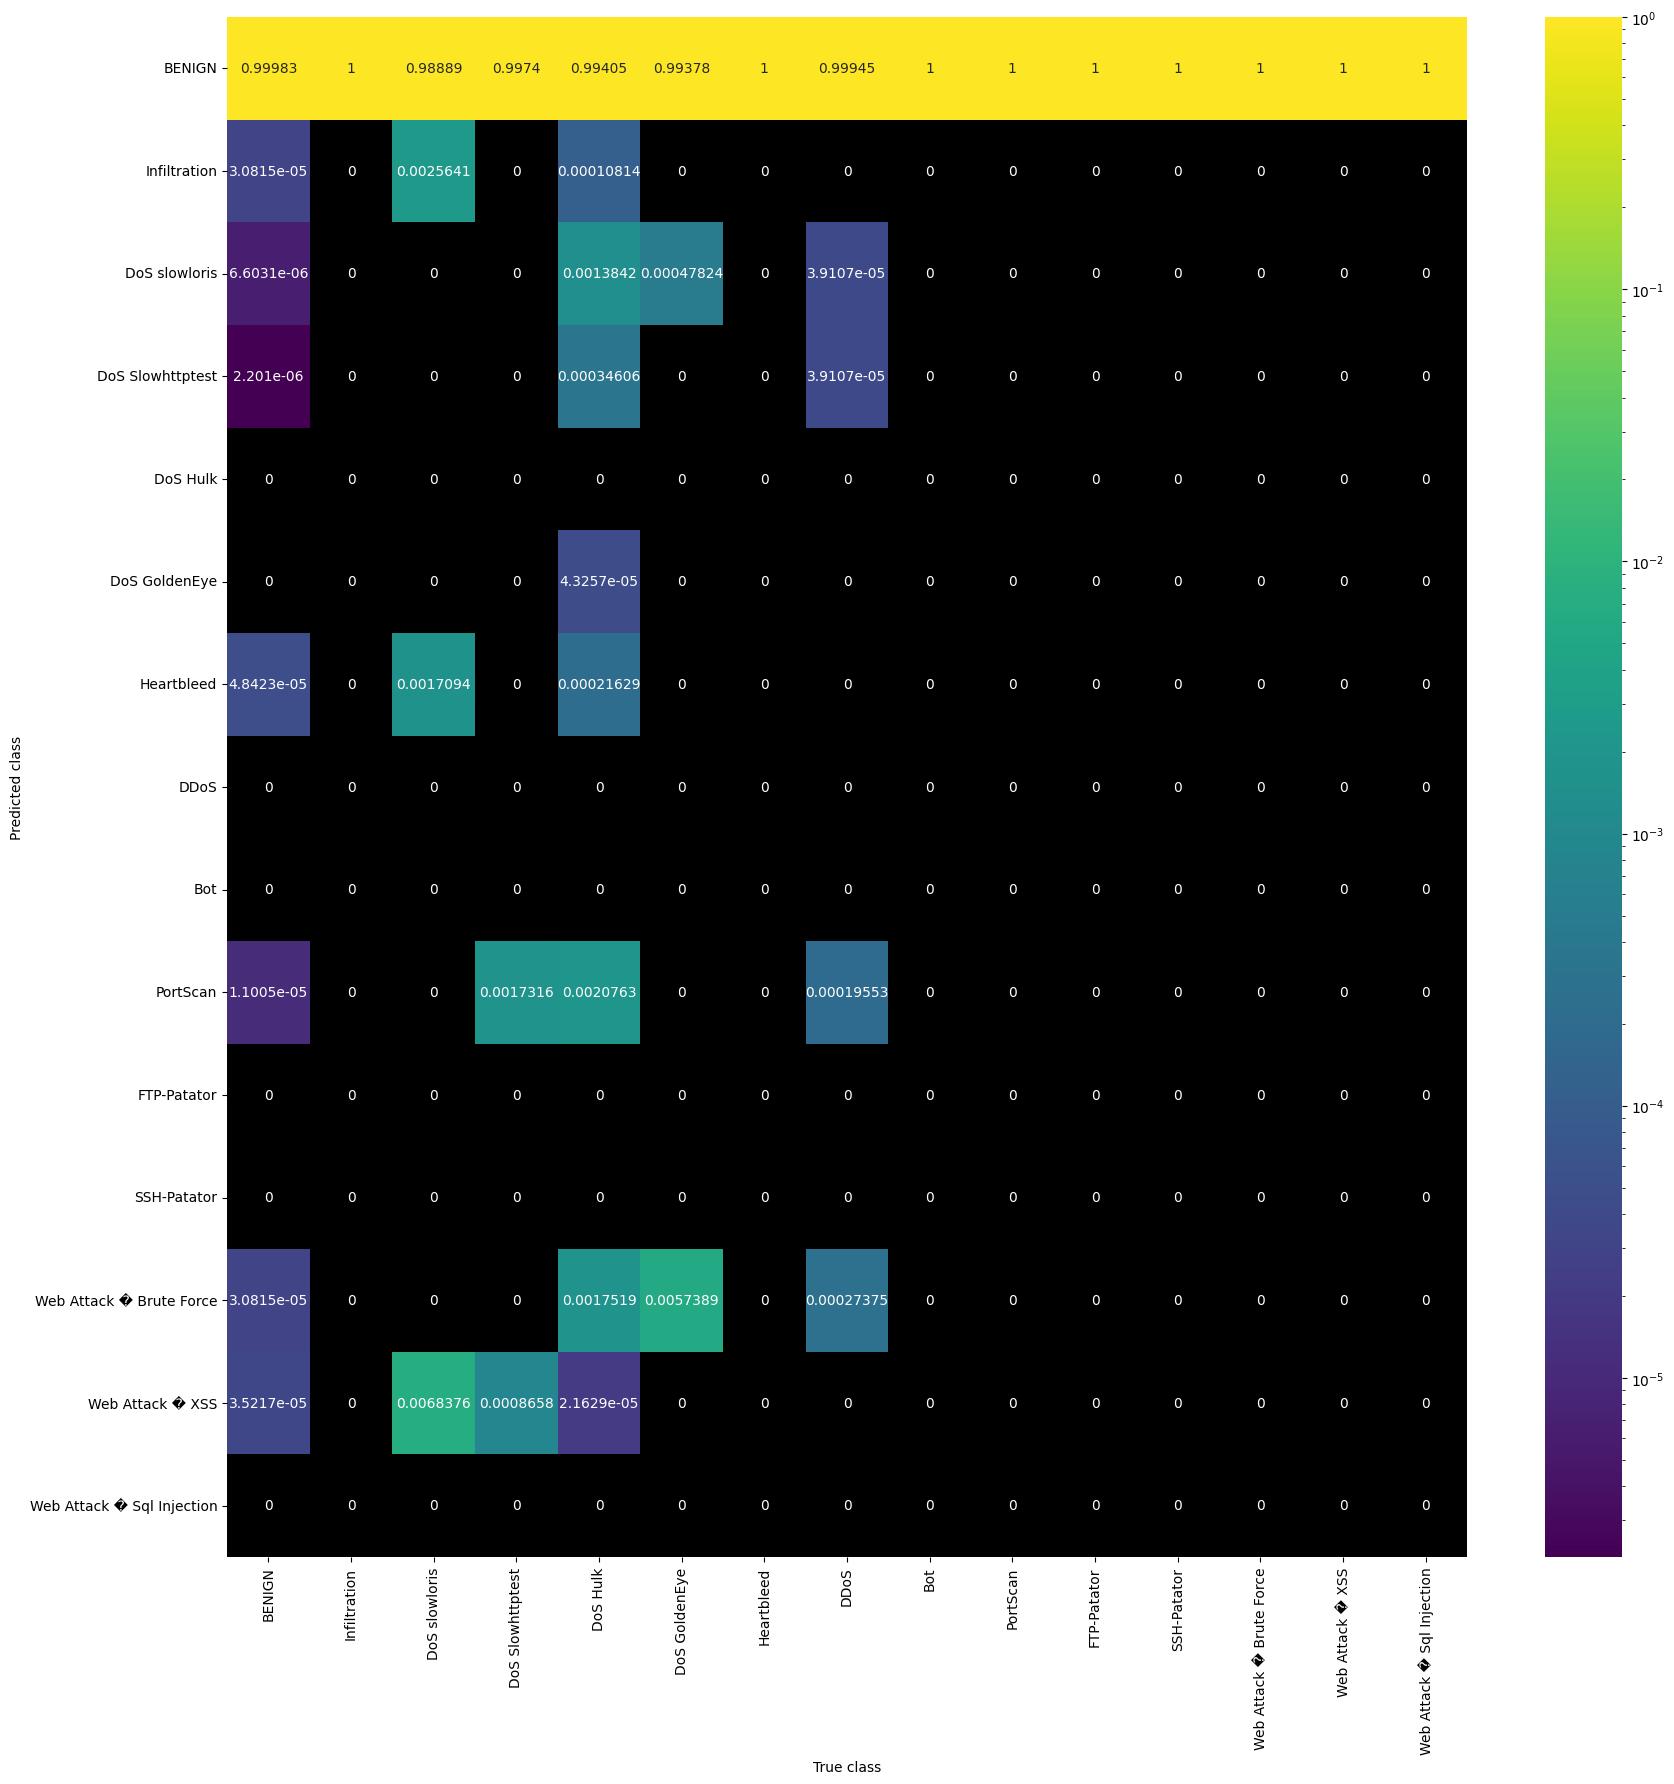 BENIGN 0.99983 1 0.98889 0.9974 0.99405 0.99378 1 0.99945 1 1 1 1 1 1 1
Infiltration 3.0815e-05 0 0.0025641 0 0.00010814 0 0 0 0 0 0 0 0 0 0
DoS slowloris 6.6031e-06 0 0 0 0.0013842 0.00047824 0 3.9107e-05 0 0 0 0 0 0 0
DoS Slowhttptest 2.201e-06 0 0 0 0.00034606 0 0 3.9107e-05 0 0 0 0 0 0 0
DoS Hulk 0 0 0 0 0 0 0 0 0 0 0 0 0 0 0
DoS GoldenEye 0 0 0 0 4.3257e-05 0 0 0 0 0 0 0 0 0 0
Heartbleed 4.8423e-05 0 0.0017094 0 0.00021629 0 0 0 0 0 0 0 0 0 0
DDoS 0 0 0 0 0 0 0 0 0 0 0 0 0 0 0
Bot 0 0 0 0 0 0 0 0 0 0 0 0 0 0 0
PortScan 1.1005e-05 0 0 0.0017316 0.0020763 0 0 0.00019553 0 0 0 0 0 0 0
FTP-Patator 0 0 0 0 0 0 0 0 0 0 0 0 0 0 0
SSH-Patator 0 0 0 0 0 0 0 0 0 0 0 0 0 0 0
Web Attack � Brute Force 3.0815e-05 0 0 0 0.0017519 0.0057389 0 0.00027375 0 0 0 0 0 0 0
Web Attack � XSS 3.5217e-05 0 0.0068376 0.0008658 2.1629e-05 0 0 0 0 0 0 0 0 0 0
Web Attack � Sql Injection 0 0 0 0 0 0 0 0 0 0 0 0 0 0 0
Predicted class
BENIGN
Infiltration
DoS slowloris
DoS Slowhttptest
DoS Hulk
DoS GoldenEye
Heartbleed
DDoS
Bot
PortScan
FTP-Patator
SSH-Patator
Web Attack � Brute Force
Web Attack � XSS
Web Attack � Sql Injection
True class
10⁰
10⁻¹
10⁻²
10⁻³
10⁻⁴
10⁻⁵